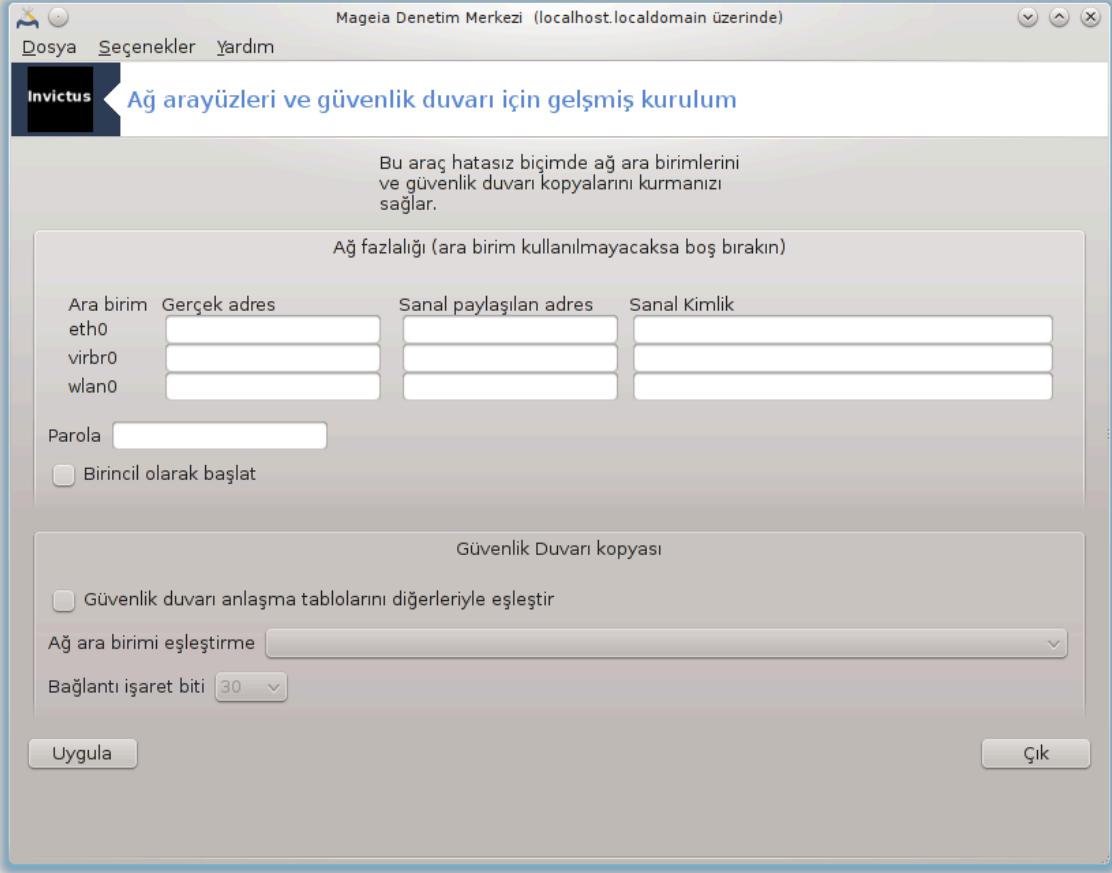 Mageia Denetim Merkezi (localhost.localdomain üzerinde)
Dosya Seçenekler Yardım
Invictus
Ağ arayüzleri ve güvenlik duvarı için gelşmiş kurulum
Bu araç hatasız biçimde ağ ara birimlerini
ve güvenlik duvarı kopyalarını kurmanızı
sağlar.
Ağ fazlalığı (ara birim kullanılmayacaksa boş bırakın)
Ara birim Gerçek adres Sanal paylaşılan adres Sanal Kimlik
eth0
virbr0
wlan0
Parola
Birincil olarak başlat
Güvenlik Duvarı kopyası
Güvenlik duvarı anlaşma tablolarını diğerleriyle eşleştir
Ağ ara birimi eşleştirme
Bağlantı işaret biti 30
Uygula Çık